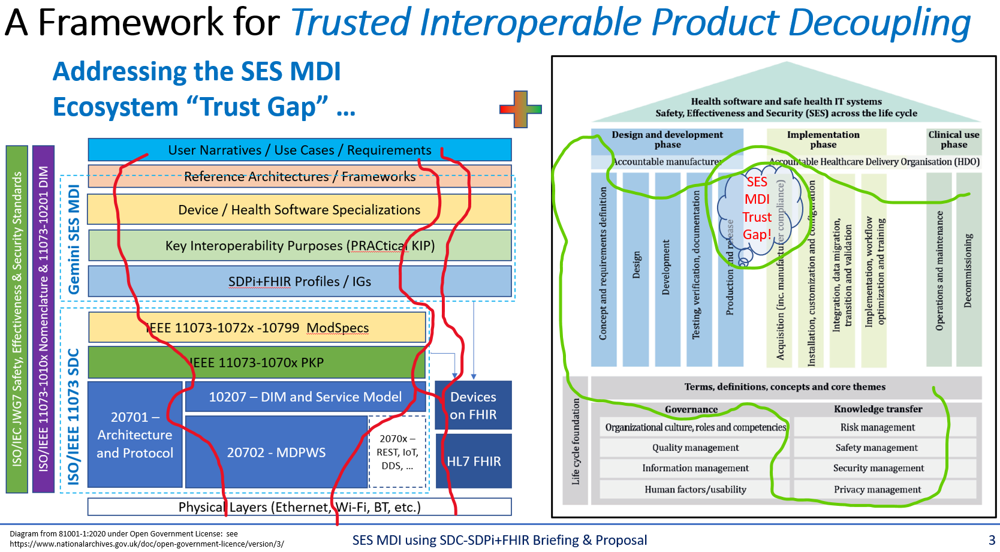 A Framework for Trusted Interoperable Product Decoupling
Addressing the SES MDI
Ecosystem “Trust Gap” ...
ISO/IEC JWG7 Safety, Effectiveness & Security Standards
ISO/IEEE 11073-1010x Nomenclature & 11073-10201 DIM
Gemini SES MDI
User Narratives / Use Cases / Requirements
Reference Architectures / Frameworks
Device / Health Software Specializations
Key Interoperability Purposes (PRACtical KIP)
SDPi+FHIR Profiles / IGs
ISO/IEEE 11073 SDC
IEEE 11073-1072x -10799 ModSpecs
IEEE 11073-1070x PKP
20701 –
Architecture
and Protocol
10207 – DIM and Service Model
20702 - MDPWS
2070x –
REST, IoT,
DDS, ...
Devices
on FHIR
HL7 FHIR
Physical Layers (Ethernet, Wi-Fi, BT, etc.)
Health software and safe health IT systems
Safety, Effectiveness and Security (SES) across the life cycle
Design and development
phase
Implementation
phase
Clinical use
phase
Accountable manufacturer
Accountable Healthcare Delivery Organisation (HDO)
Concept and requirements definition
Design
Development
Testing, verification, documentation
Production and release
SES
MDI
Trust
Gap!
Acquisition (inc. manufacturer compliance)
Installation, customization and configuration
Integration, data migration,
transition and validation
Implementation, workflow
optimization and training
Operations and maintenance
Decommissioning
Life cycle foundation
Terms, definitions, concepts and core themes
Governance
Organizational culture, roles and competencies
Quality management
Information management
Human factors/usability
Knowledge transfer
Risk management
Safety management
Security management
Privacy management
Diagram from 81001-1:2020 under Open Government License: see
https://www.nationalarchives.gov.uk/doc/open-government-licence/version/3/
SES MDI using SDC-SDPi+FHIR Briefing & Proposal
3